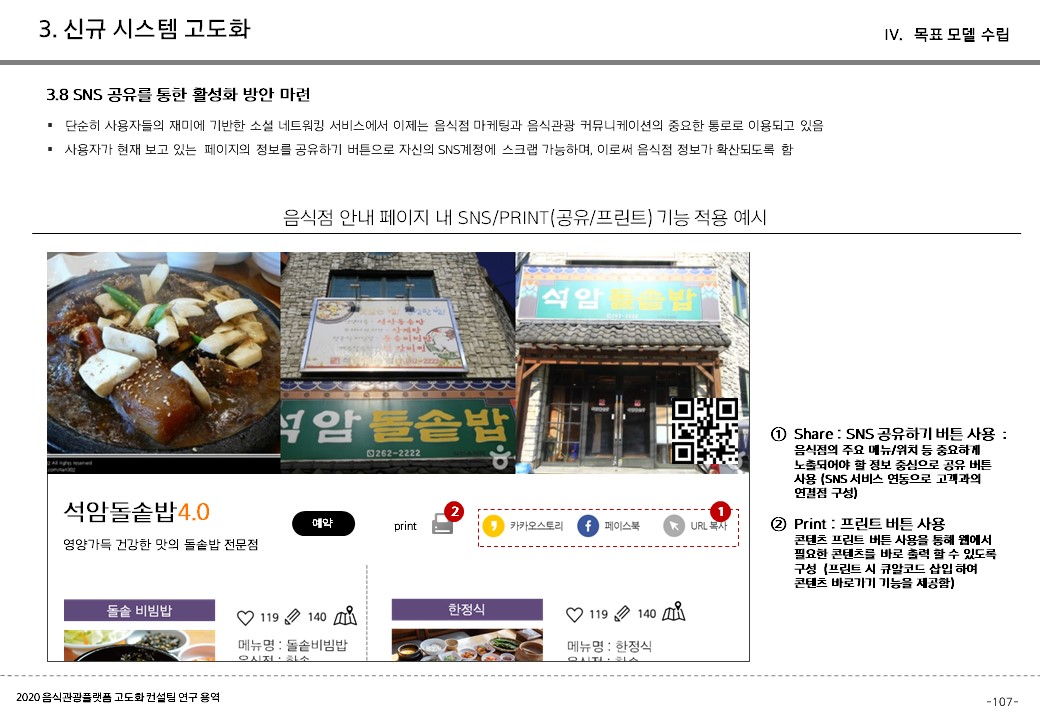 3. 신규 시스템 고도화
IV. 목표 모델 수립
3.8 SNS 공유를 통한 활성화 방안 마련
▪ 단순히 사용자들의 재미에 기반한 소셜 네트워킹 서비스에서 이제는 음식점 마케팅과 음식관광 커뮤니케이션의 중요한 통로로 이용되고 있음
▪ 사용자가 현재 보고 있는 페이지의 정보를 공유하기 버튼으로 자신의 SNS계정에 스크랩 가능하며, 이로써 음식점 정보가 확산되도록 함
음식점 안내 페이지 내 SNS/PRINT(공유/프린트) 기능 적용 예시
석암돌솥밥
262-2222
석암 돌솥밥
석암돌솥밥4.0
영양가득 건강한 맛의 돌솥밥 전문점
예약
print
2
카카오스토리
페이스북
URL 복사
1
돌솥 비빔밥
119
140
메뉴명 : 돌솥비빔밥
한정식
119
140
메뉴명 : 한정식
① Share : SNS 공유하기 버튼 사용 :
음식점의 주요 메뉴/위치 등 중요하게
노출되어야 할 정보 중심으로 공유 버튼
사용 (SNS 서비스 연동으로 고객과의
연결점 구성)
② Print : 프린트 버튼 사용
콘텐츠 프린트 버튼 사용을 통해 웹에서
필요한 콘텐츠를 바로 출력 할 수 있도록
구성 (프린트 시 큐알코드 삽입 하여
콘텐츠 바로가기 기능을 제공함)
2020 음식관광플랫폼 고도화 컨설팅 연구 용역
-107-